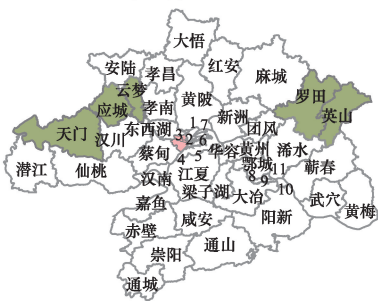 大悟
安陆
孝昌
红安
麻城
云梦
应城
孝南
黄陂
新洲
罗田
英山
天门
汉川
东西湖
3
1
7
2
6
团风
蔡甸
4
5
华容
黄州
浠水
鄂城
潜江
仙桃
汉南
江夏
8
9
11
蕲春
梁子湖
10
嘉鱼
大冶
武穴
黄梅
赤壁
咸安
阳新
崇阳
通山
通城